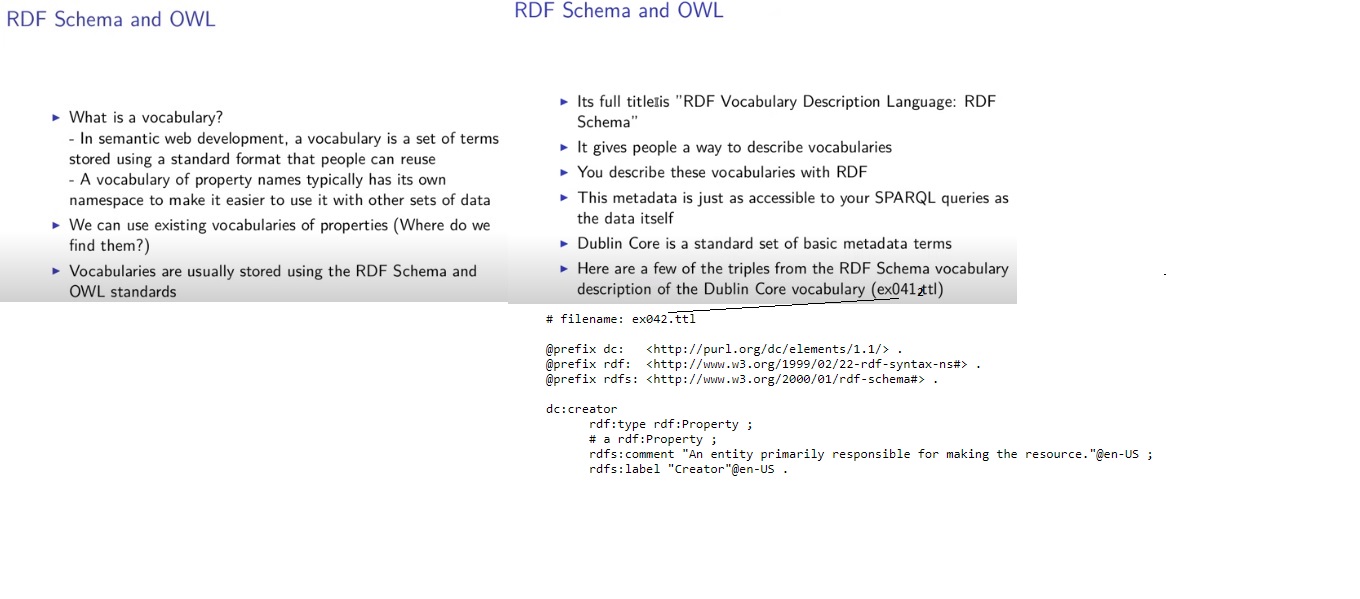 RDF Schema and OWL
► What is a vocabulary?
- In semantic web development, a vocabulary is a set of terms
stored using a standard format that people can reuse
- A vocabulary of property names typically has its own
namespace to make it easier to use it with other sets of data
► We can use existing vocabularies of properties (Where do we
find them?)
► Vocabularies are usually stored using the RDF Schema and
OWL standards
RDF Schema and OWL
► Its full title is "RDF Vocabulary Description Language: RDF
Schema"
► It gives people a way to describe vocabularies
► You describe these vocabularies with RDF
► This metadata is just as accessible to your SPARQL queries as
the data itself
► Dublin Core is a standard set of basic metadata terms
► Here are a few of the triples from the RDF Schema vocabulary
description of the Dublin Core vocabulary (ex041.ttl)
# filename: ex042.ttl
@prefix dc: <http://purl.org/dc/elements/1.1/> .
@prefix rdf: <http://www.w3.org/1999/02/22-rdf-syntax-ns#> .
@prefix rdfs: <http://www.w3.org/2000/01/rdf-schema#> .
dc:creator
rdf:type rdf:Property ;
# a rdf:Property ;
rdfs:comment "An entity primarily responsible for making the resource."@en-US ;
rdfs:label "Creator"@en-US .